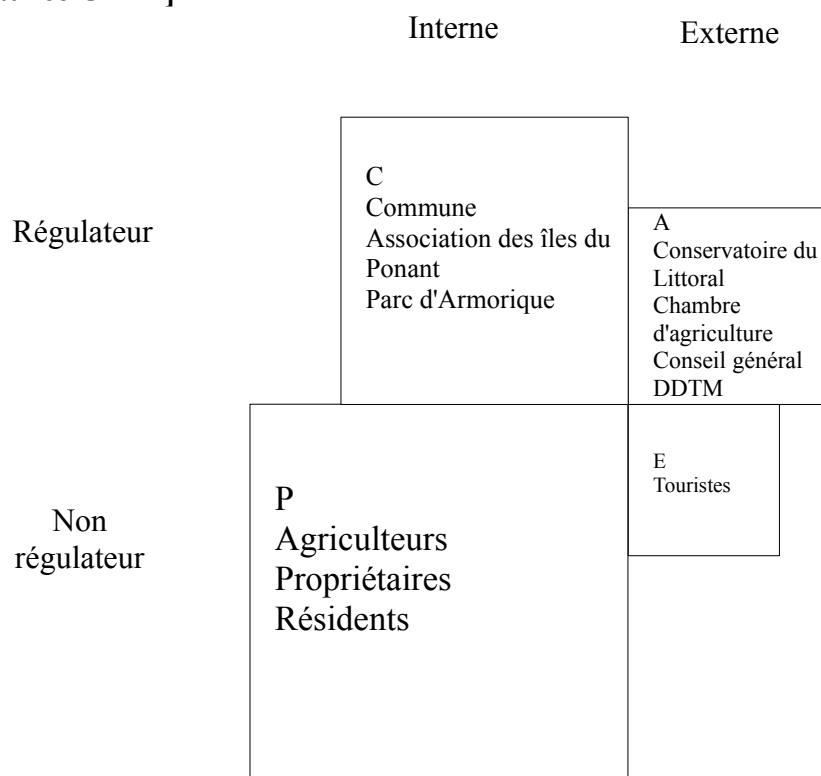 Interne
Externe
Régulateur
C
Commune
Association des îles du
Ponant
Parc d'Armorique
A
Conservatoire du
Littoral
Chambre
d'agriculture
Conseil général
DDTM
Non
régulateur
P
Agriculteurs
Propriétaires
Résidents
E
Touristes